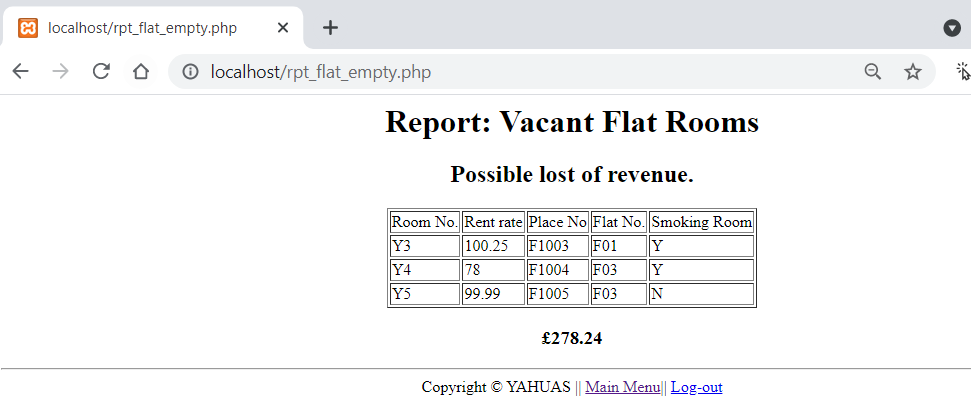 localhost/rpt_flat_empty.php
localhost/rpt_flat_empty.php
Report: Vacant Flat Rooms
Possible lost of revenue.
Room No. Rent rate Place No Flat No. Smoking Room
Y3 100.25 F1003 F01 Y
Y4 78 F1004 F03 Y
Y5 99.99 F1005 F03 N
£278.24
Copyright © YAHUAS || Main Menu|| Log-out